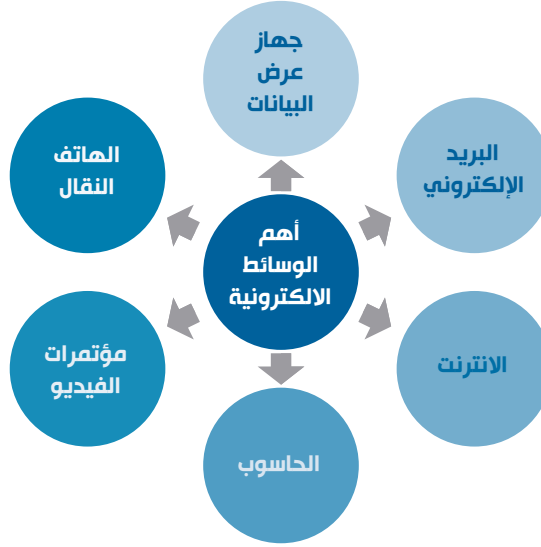 جهاز
عرض
البيانات
البريد
الإلكتروني
الانترنت
الحاسوب
مؤتمرات
الفيديو
الهاتف
النقال
أهم
الوسائط
الالكترونية